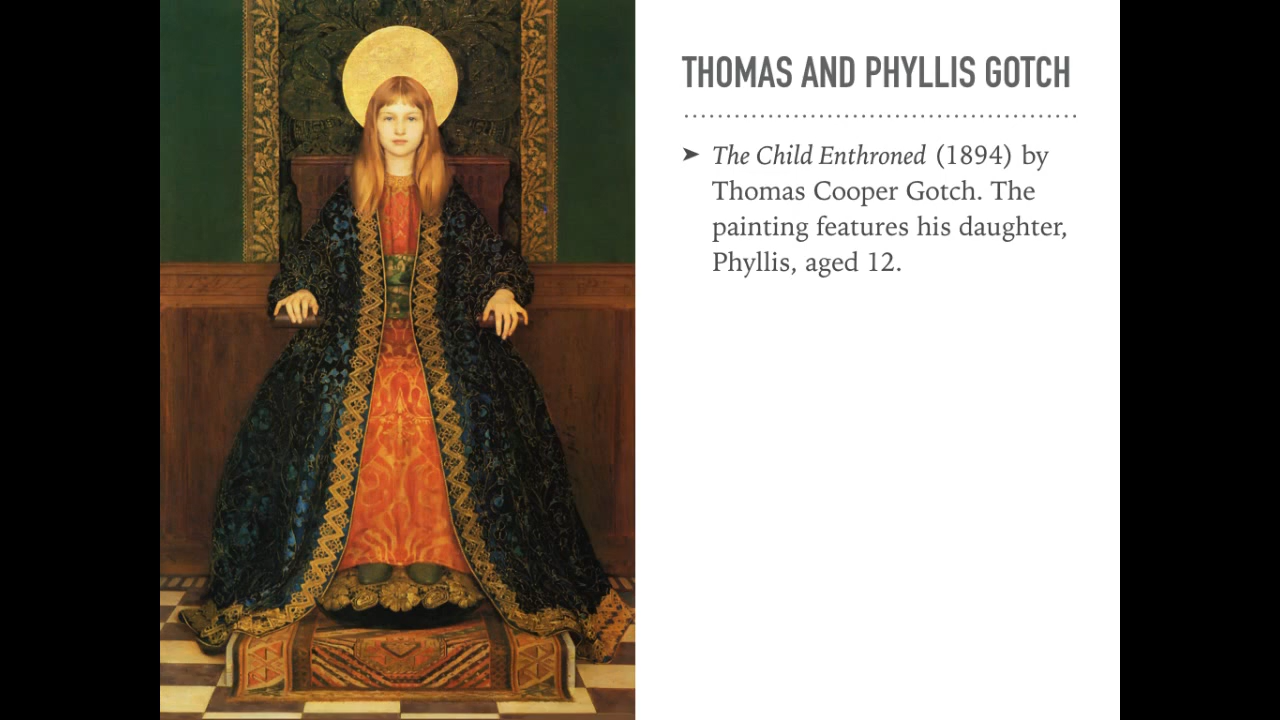 THOMAS AND PHYLLIS GOTCH
➤ The Child Enthroned (1894) by
Thomas Cooper Gotch. The
painting features his daughter,
Phyllis, aged 12.